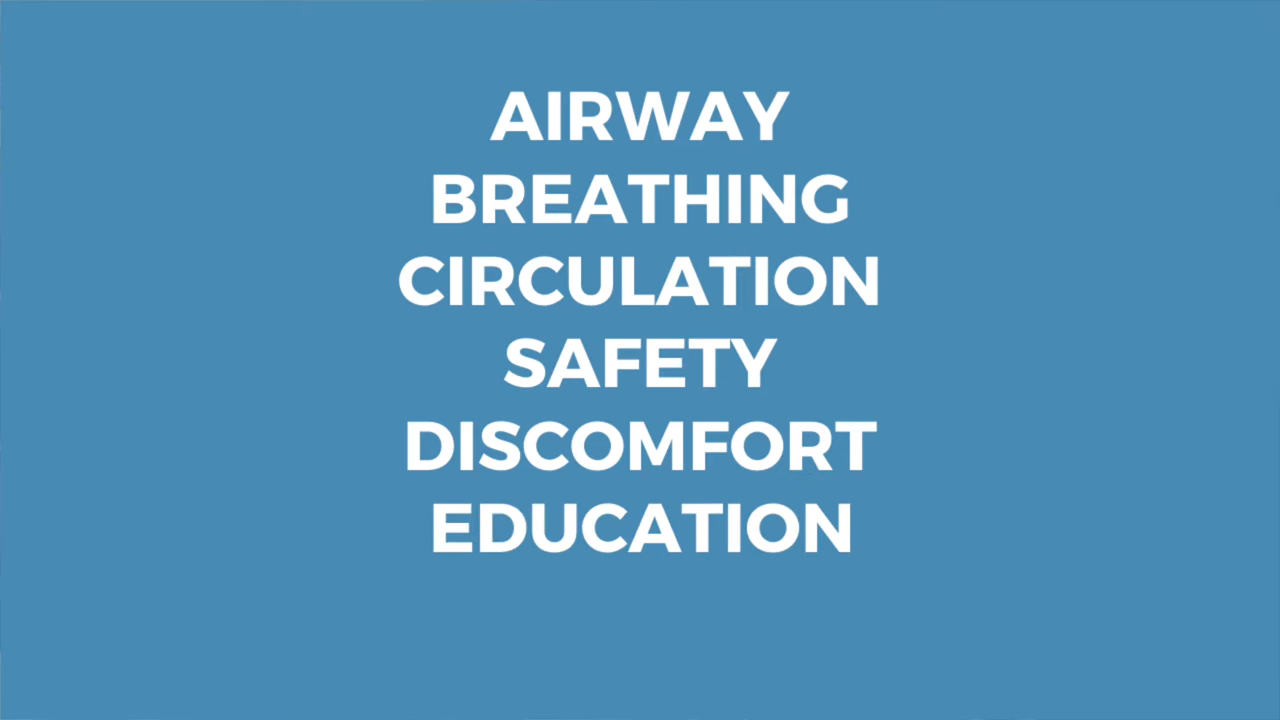 AIRWAY
BREATHING
CIRCULATION
SAFETY
DISCOMFORT
EDUCATION